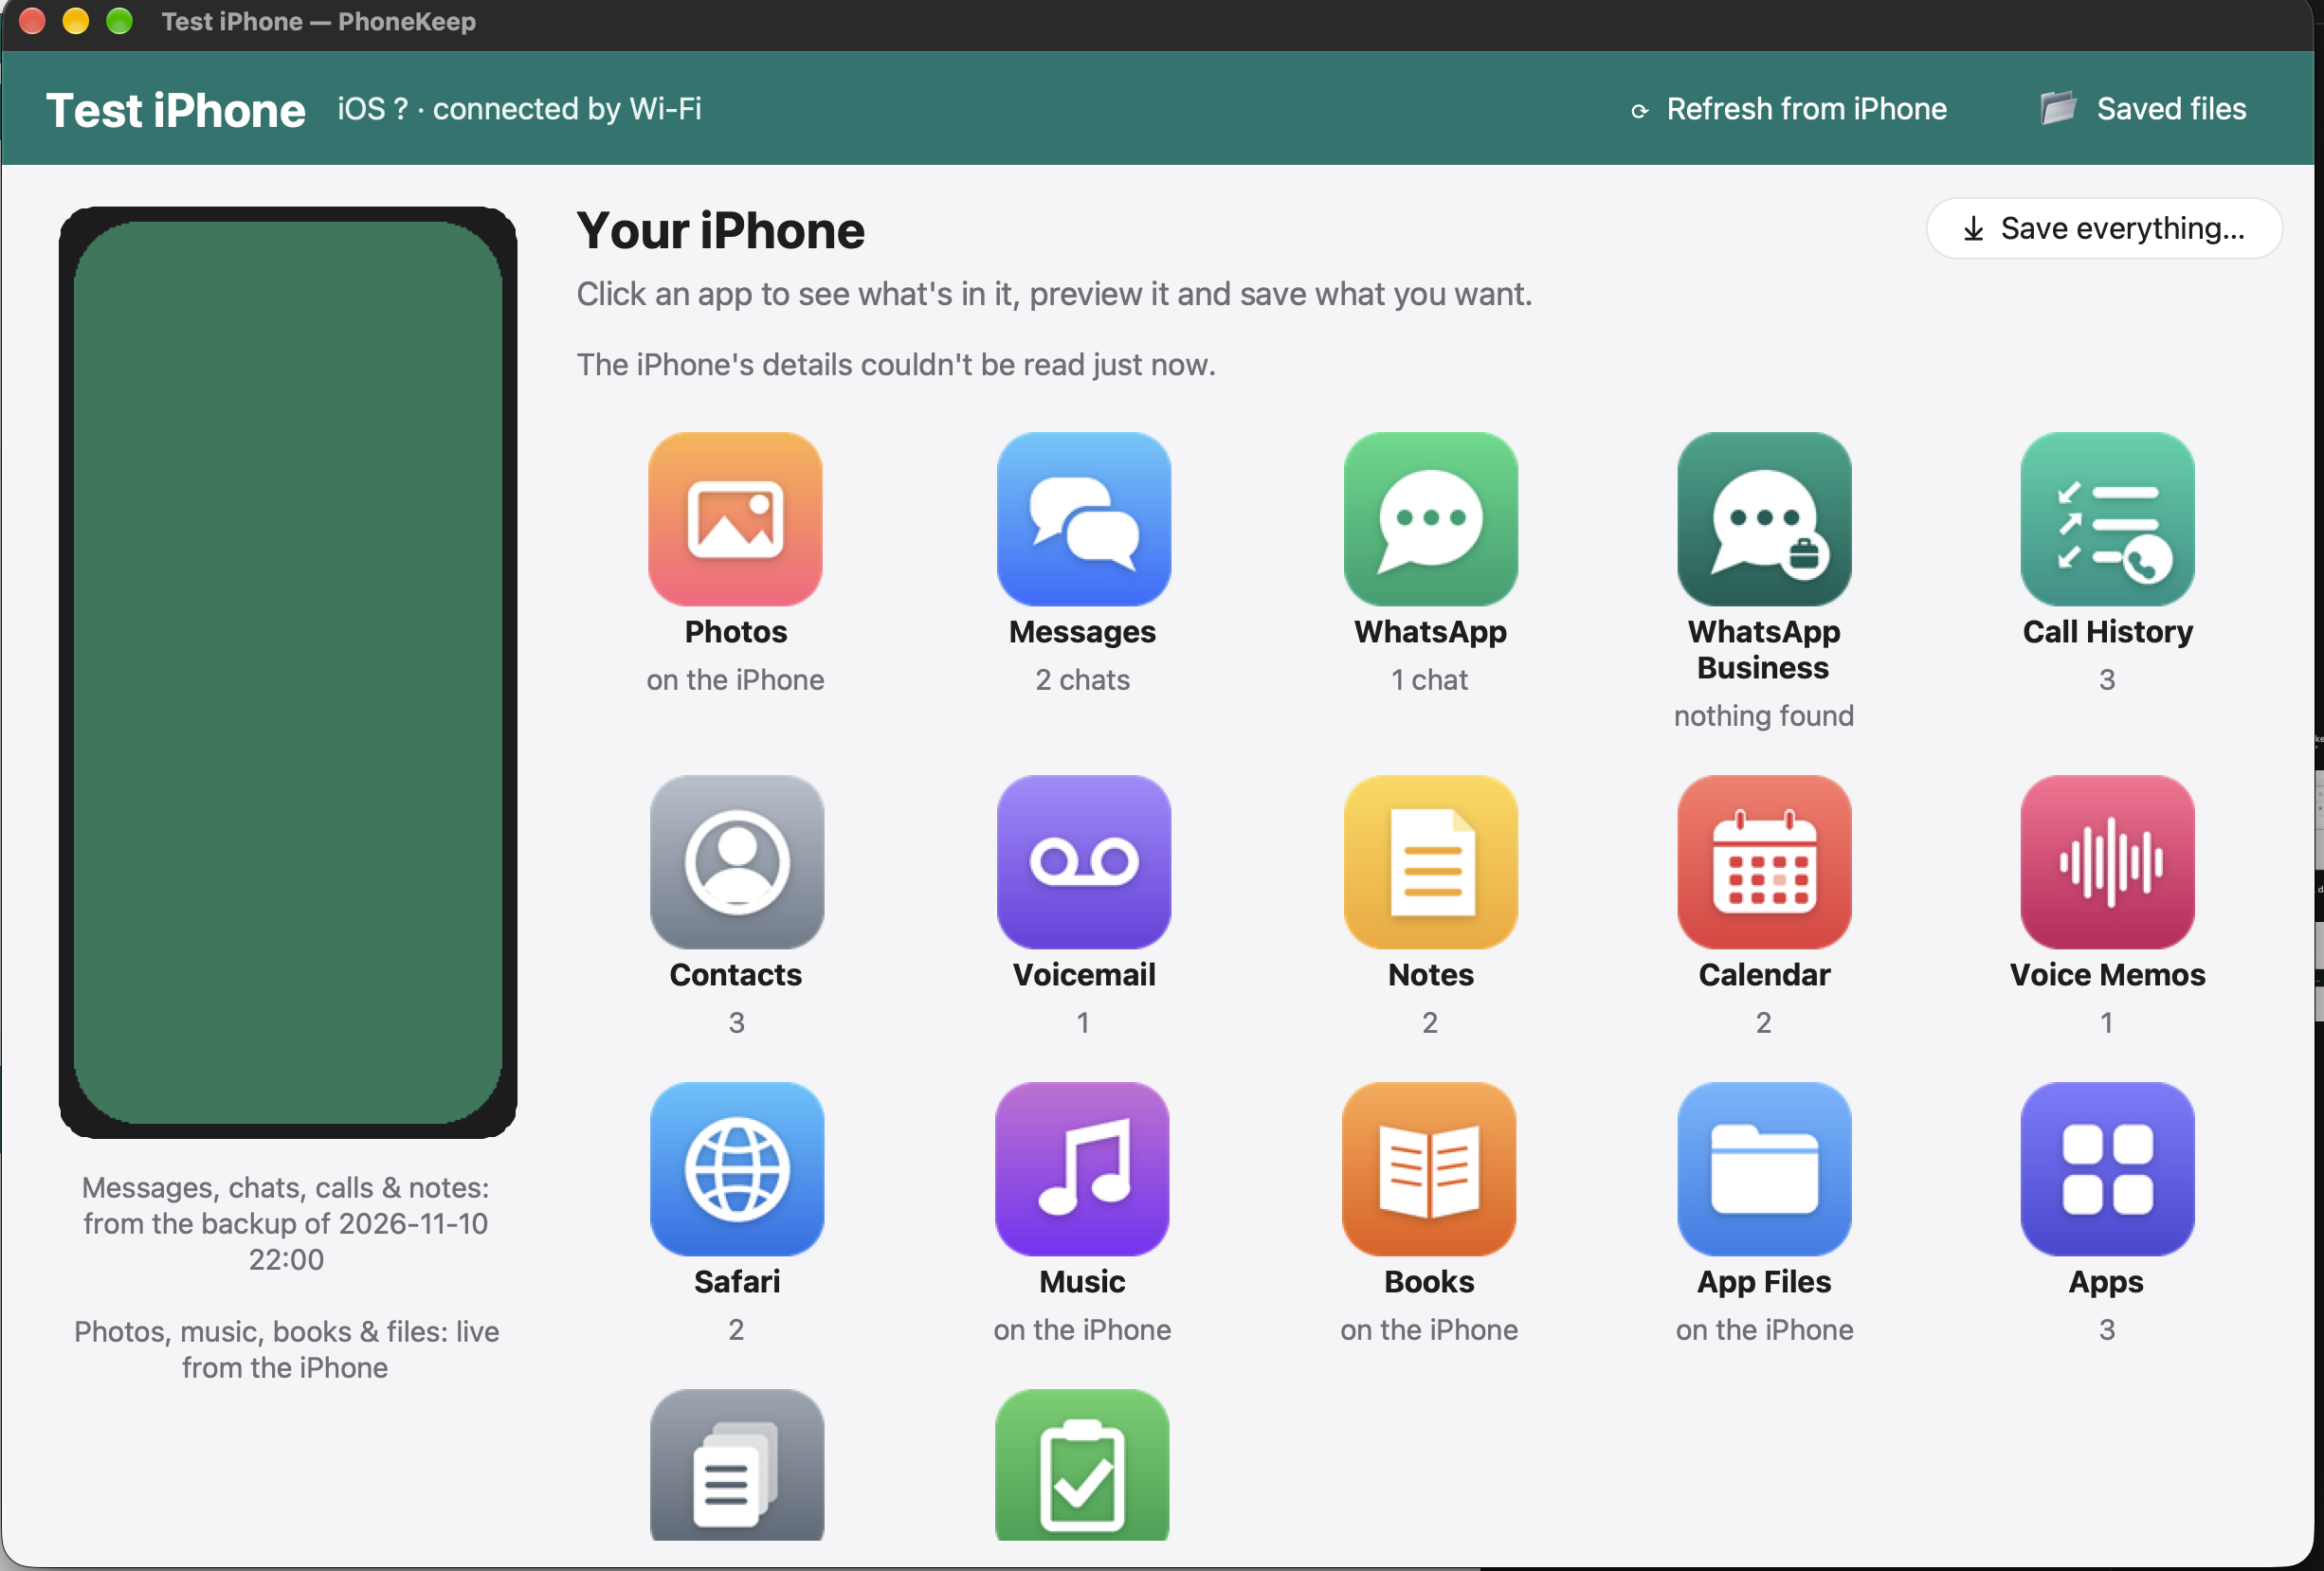 Test iPhone — PhoneKeep
Test iPhone
iOS ? · connected by Wi-Fi
Refresh from iPhone
Saved files
Your iPhone
Save everything...
Click an app to see what's in it, preview it and save what you want.
The iPhone's details couldn't be read just now.
Photos
on the iPhone
Messages
2 chats
WhatsApp
1 chat
WhatsApp
Business
nothing found
Call History
3
Contacts
3
Voicemail
1
Notes
2
Calendar
2
Voice Memos
1
Safari
2
Music
on the iPhone
Books
on the iPhone
App Files
on the iPhone
Apps
3
Messages, chats, calls & notes:
from the backup of 2026-11-10
22:00
Photos, music, books & files: live
from the iPhone